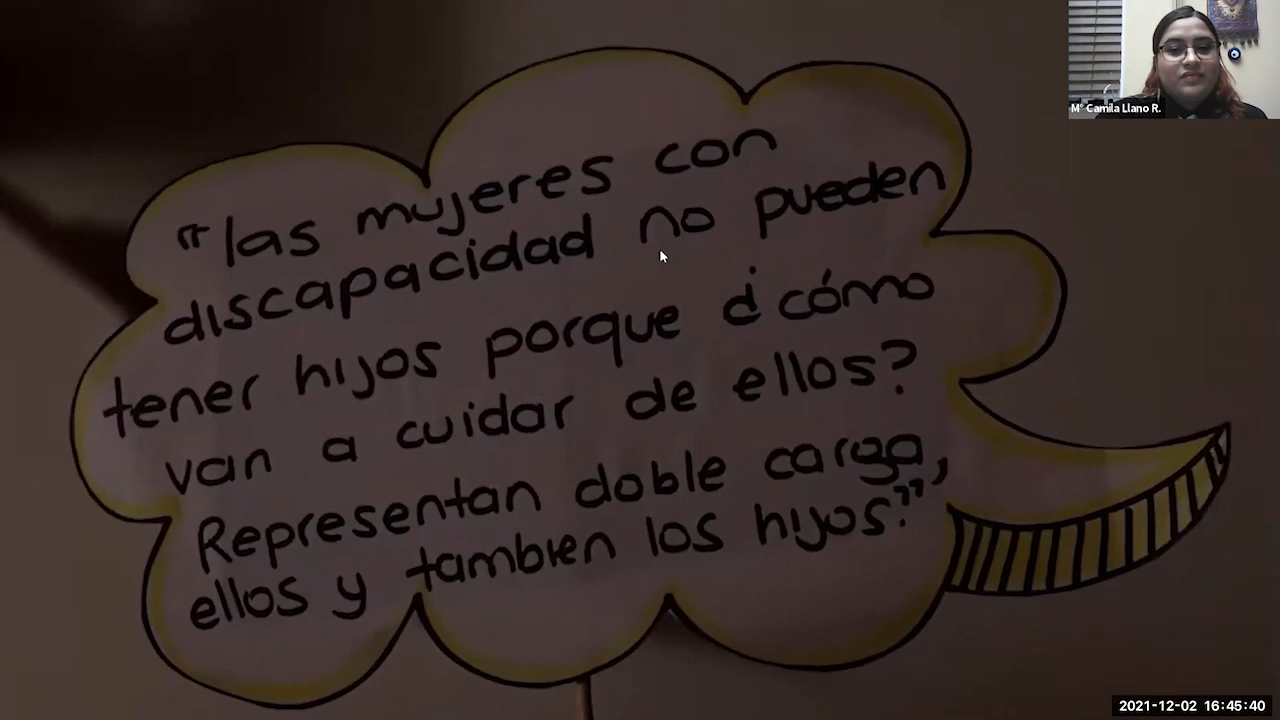 Mª Camila Llano R.
"las mujeres con
discapacidad no pueden
tener hijos porque ¿cómo
van a cuidar de ellos?
Representan doble carga,
ellos y tambien los hijos."
2021-12-02 16:45:40